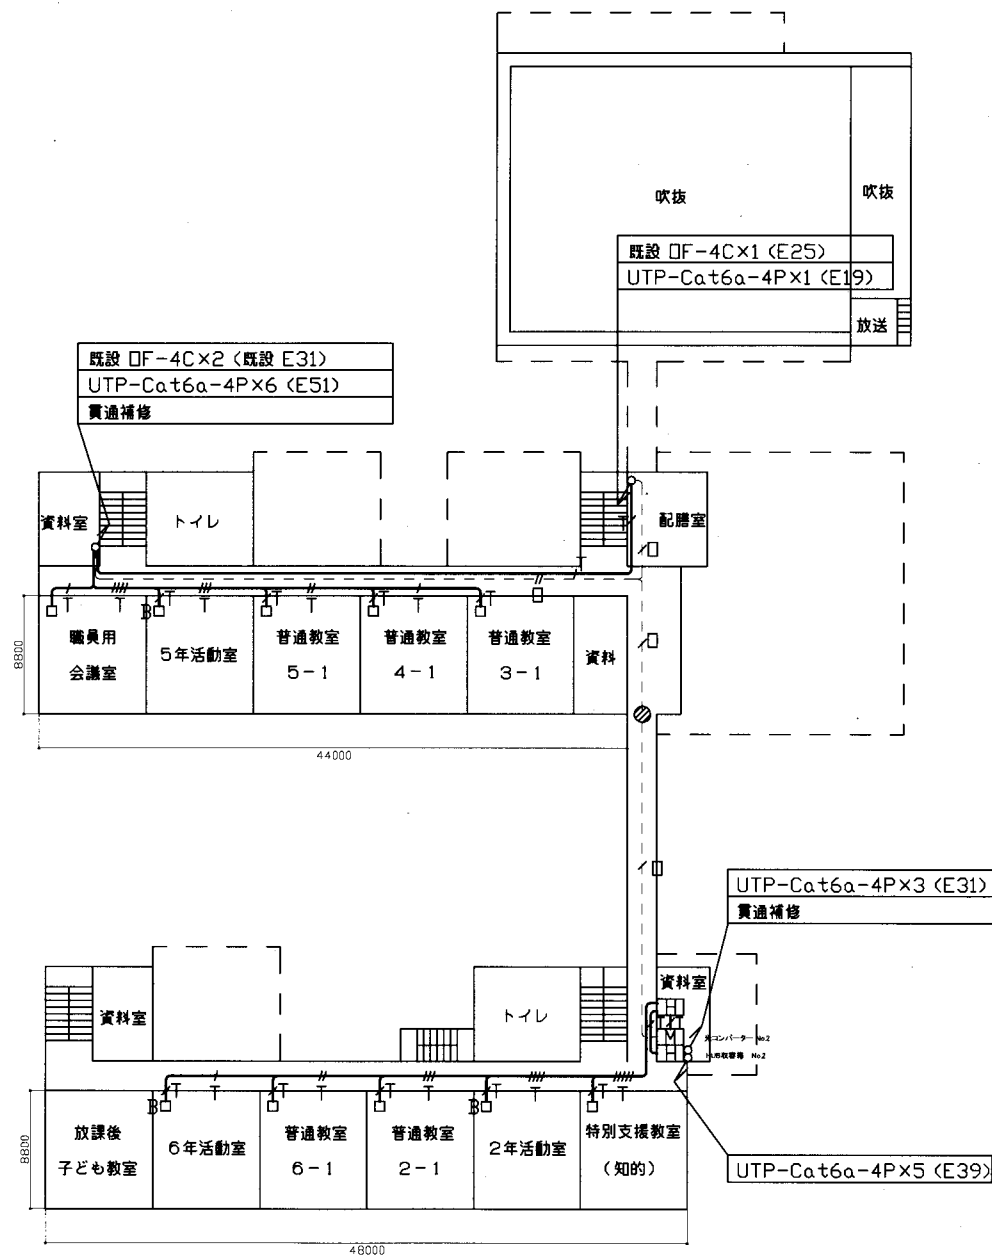 吹抜
吹抜
既設 OF-4C×1 (E25)
UTP-Cat6a-4P×1 (E19)
放送
既設 OF-4C×2 (既設 E31)
UTP-Cat6a-4P×6 (E51)
貫通補修
資料室
トイレ
配膳室
B
職員用
会議室
5年活動室
普通教室
5-1
普通教室
4-1
普通教室
3-1
資料
8800
44000
UTP-Cat6a-4P×3 (E31)
貫通補修
資料室
資料室
トイレ
光コンバーター No.2
HUB収容箱 No.2
B
B
放課後
子ども教室
6年活動室
普通教室
6-1
普通教室
2-1
2年活動室
特別支援教室
(知的)
8800
UTP-Cat6a-4P×5 (E39)
48000